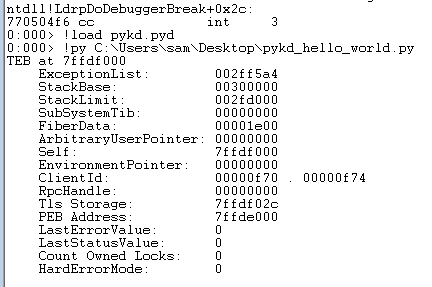 ntdll!LdrpDoDebuggerBreak+0x2c:
770504f6 cc int 3
0:000> !load pykd.pyd
0:000> !py C:\Users\sam\Desktop\pykd_hello_world.py
TEB at 7ffdf000
ExceptionList: 002ff5a4
StackBase: 00300000
StackLimit: 002fd000
SubSystemTib: 00000000
FiberData: 00001e00
ArbitraryUserPointer: 00000000
Self: 7ffdf000
EnvironmentPointer: 00000000
ClientId: 00000f70 . 00000f74
RpcHandle: 00000000
Tls Storage: 7ffdf02c
PEB Address: 7ffde000
LastErrorValue: 0
LastStatusValue: 0
Count Owned Locks: 0
HardErrorMode: 0